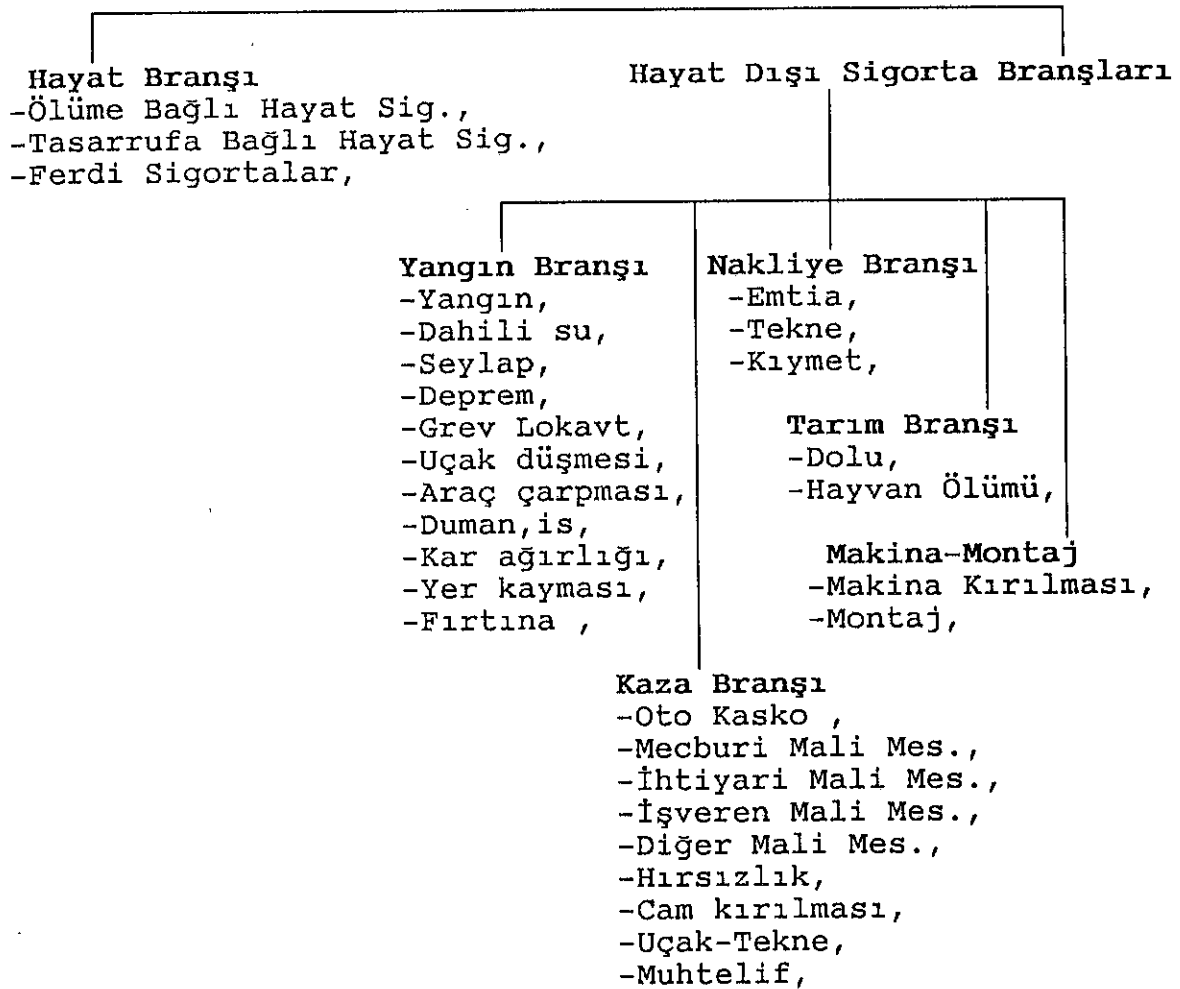 Hayat Branşı
-Ölüme Bağlı Hayat Sig.,
-Tasarrufa Bağlı Hayat Sig.,
-Ferdi Sigortalar,
Hayat Dışı Sigorta Branşları
Yangın Branşı
-Yangın,
-Dahili su,
-Seylap,
-Deprem,
-Grev Lokavt,
-Uçak düşmesi,
-Araç çarpması,
-Duman,is,
-Kar ağırlığı,
-Yer kayması,
-Fırtına ,
Nakliye Branşı
-Emtia,
-Tekne,
-Kıymet,
Tarım Branşı
-Dolu,
-Hayvan Ölümü,
Makina-Montaj
-Makina Kırılması,
-Montaj,
Kaza Branşı
-Oto Kasko ,
-Mecburi Mali Mes.,
-İhtiyari Mali Mes.,
-İşveren Mali Mes.,
-Diğer Mali Mes.,
-Hırsızlık,
-Cam kırılması,
-Uçak-Tekne,
-Muhtelif,